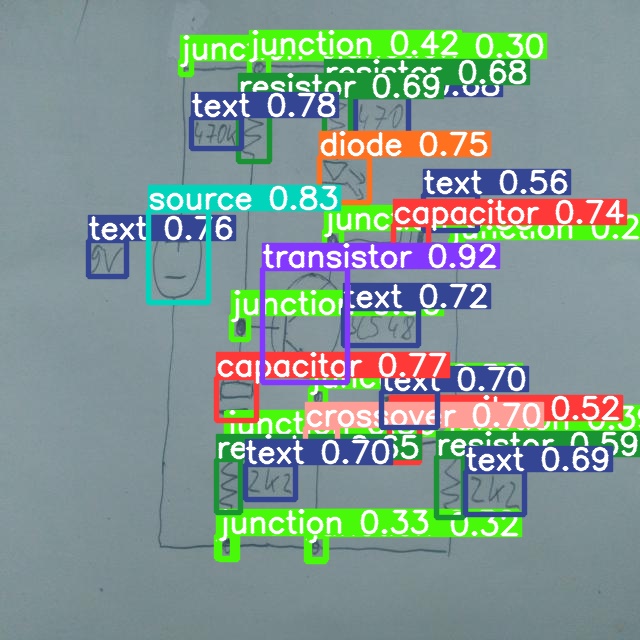 junc
junction 0.42
0.30
resistor 0.68
resistor 0.69
0.68
text 0.78
470k
470
diode 0.75
text 0.56
source 0.83
capacitor 0.74
junc
junction 0.2
text 0.76
9V
transistor 0.92
junction
text 0.72
BC548
capacitor 0.77
text 0.70
crossover 0.70
0.52
junction
0.39
text 0.70
2k2
resistor 0.59
text 0.69
2k2
junction 0.33
0.32